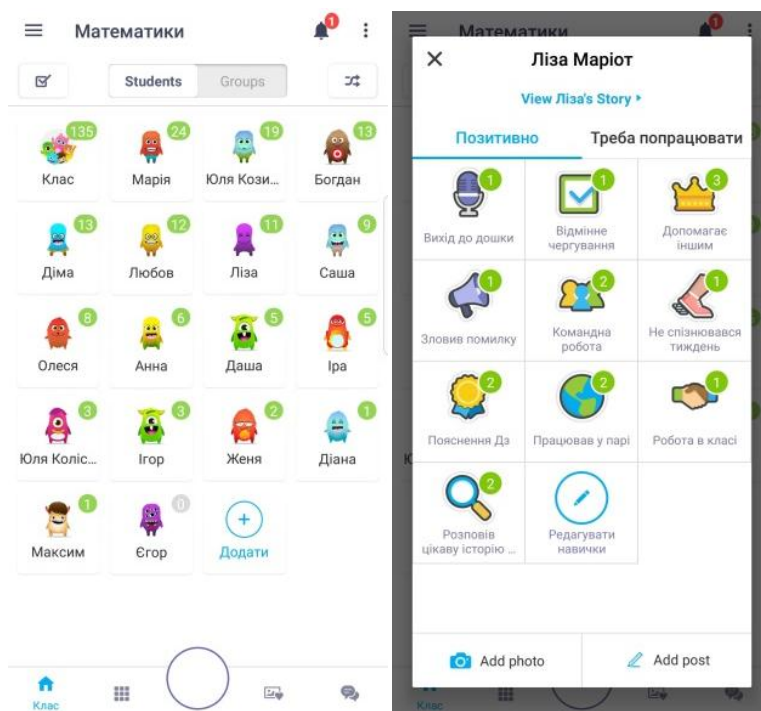 Математики
1
Students
Groups
135
24
19
13
Клас
Марія
Юля Кози...
Богдан
13
12
11
9
Діма
Любов
Ліза
Саша
8
6
5
5
Олеся
Анна
Даша
Іра
3
3
2
1
Юля Коліс...
Ігор
Женя
Діана
1
0
Максим
Єгор
Додати
Клас
Математики
1
Ліза Маріот
View Ліза's Story
Позитивно
Треба попрацювати
1
1
3
Вихід до дошки
Відмінне
чергування
Допомагає
іншим
1
2
1
Зловив помилку
Командна
робота
Не спізнювався
тиждень
2
2
1
Пояснення Дз
Працював у парі
Робота в класі
2
Розповів
цікаву історію ...
Редагувати
навички
Add photo
Add post
Клас